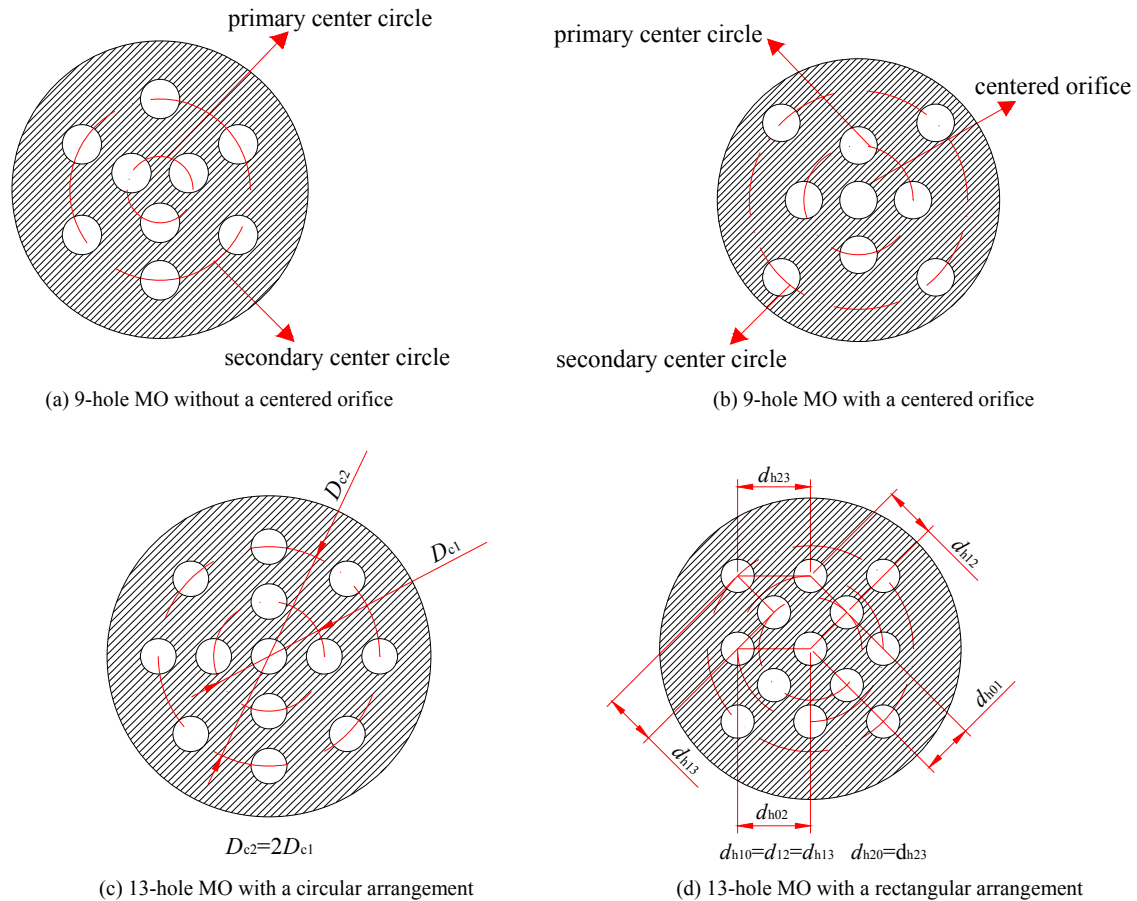 primary center circle
secondary center circle
(a) 9-hole MO without a centered orifice
primary center circle
centered orifice
secondary center circle
(b) 9-hole MO with a centered orifice
Dc2
Dc1
Dc2=2Dc1
(c) 13-hole MO with a circular arrangement
dh23
dh12
dh01
dh13
dh02
dh10=d12=dh13 dh20=dh23
(d) 13-hole MO with a rectangular arrangement